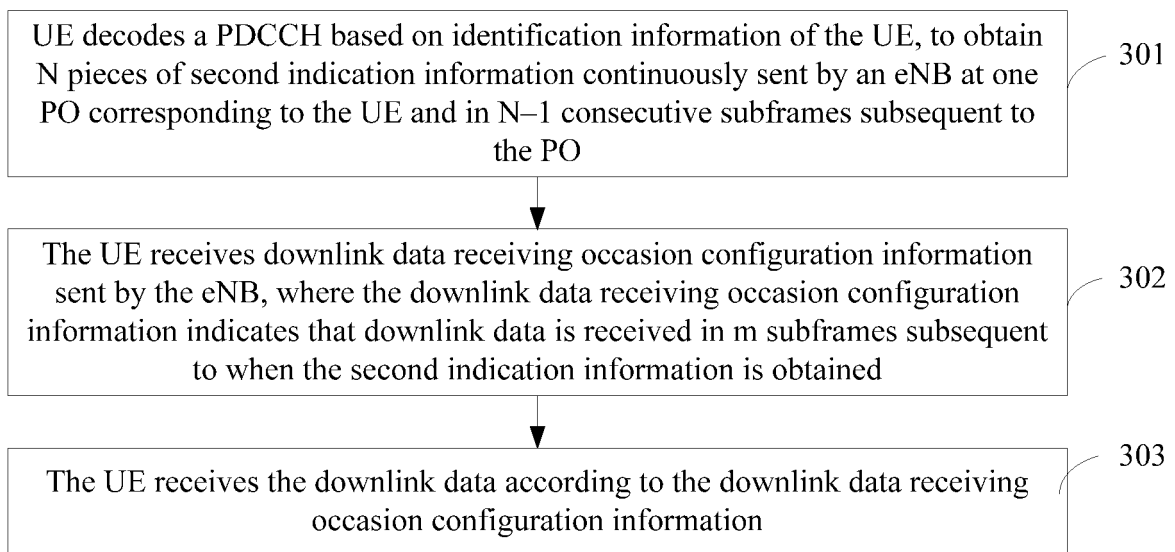 UE decodes a PDCCH based on identification information of the UE, to obtain
N pieces of second indication information continuously sent by an eNB at one
PO corresponding to the UE and in N–1 consecutive subframes subsequent to
the PO
301
The UE receives downlink data receiving occasion configuration information
sent by the eNB, where the downlink data receiving occasion configuration
information indicates that downlink data is received in m subframes subsequent
to when the second indication information is obtained
302
The UE receives the downlink data according to the downlink data receiving
occasion configuration information
303